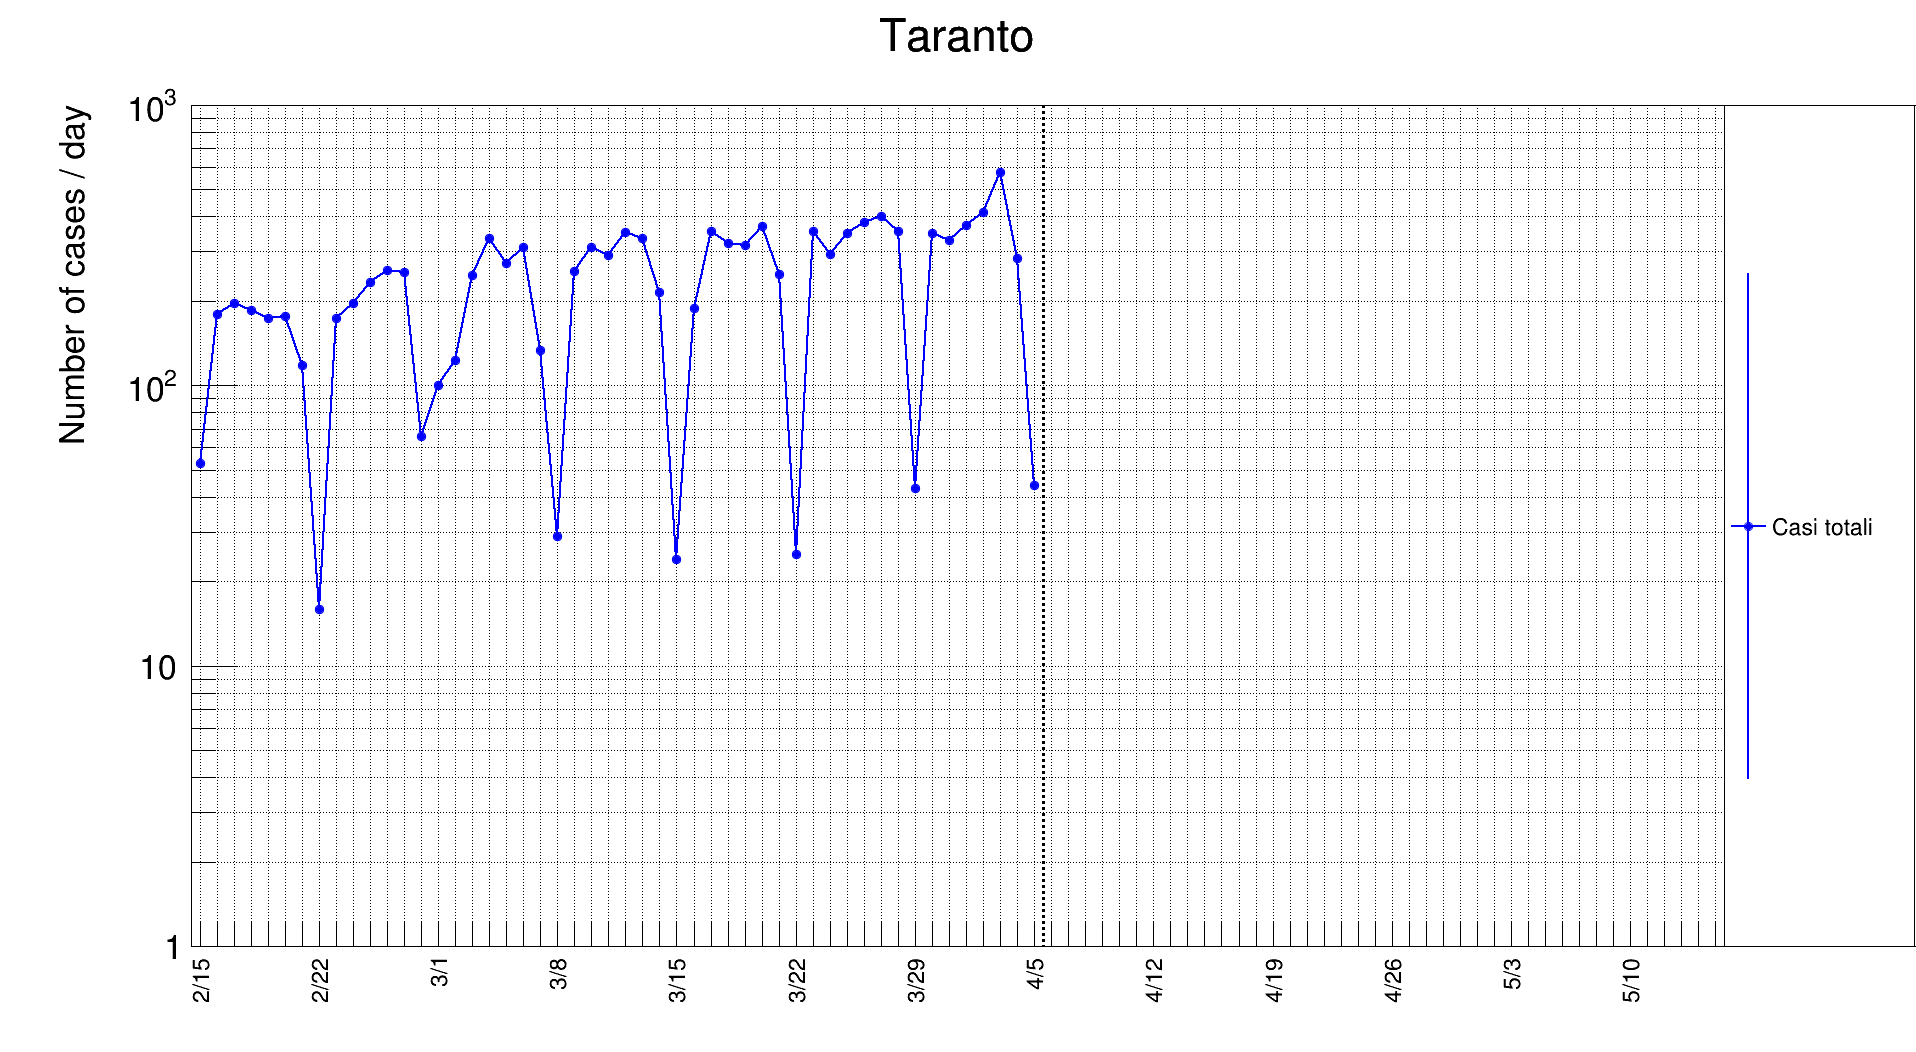 Taranto
Number of cases / day
10³
10²
10
1
2/15 2/22 3/1 3/8 3/15 3/22 3/29 4/5 4/12 4/19 4/26 5/3 5/10
Casi totali